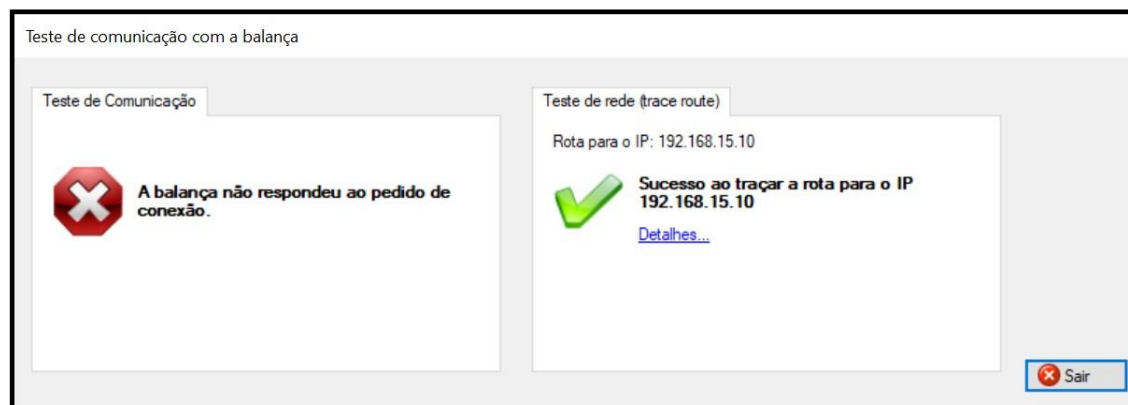 Teste de comunicação com a balança
Teste de Comunicação
A balança não respondeu ao pedido de
conexão.
Teste de rede (trace route)
Rota para o IP: 192.168.15.10
Sucesso ao traçar a rota para o IP
192.168.15.10
Detalhes...
Sair